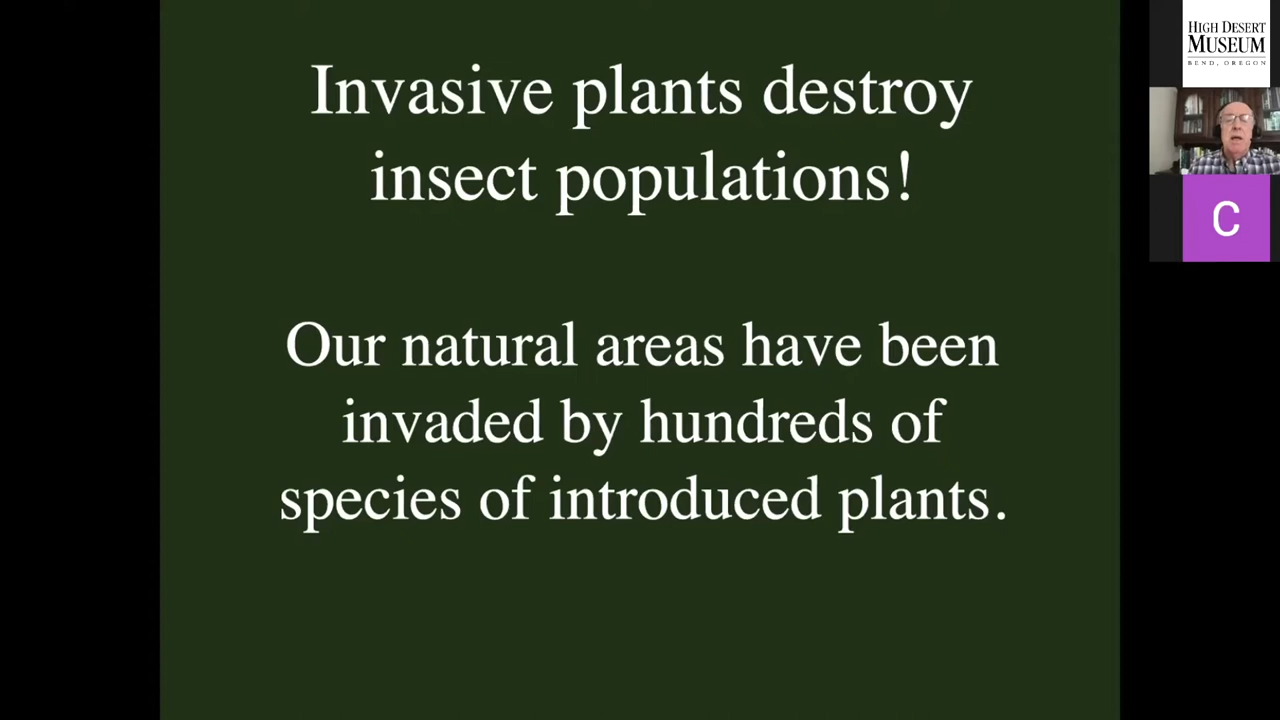 Invasive plants destroy
insect populations!
Our natural areas have been
invaded by hundreds of
species of introduced plants.
HIGH DESERT
MUSEUM
BEND, OREGON
C